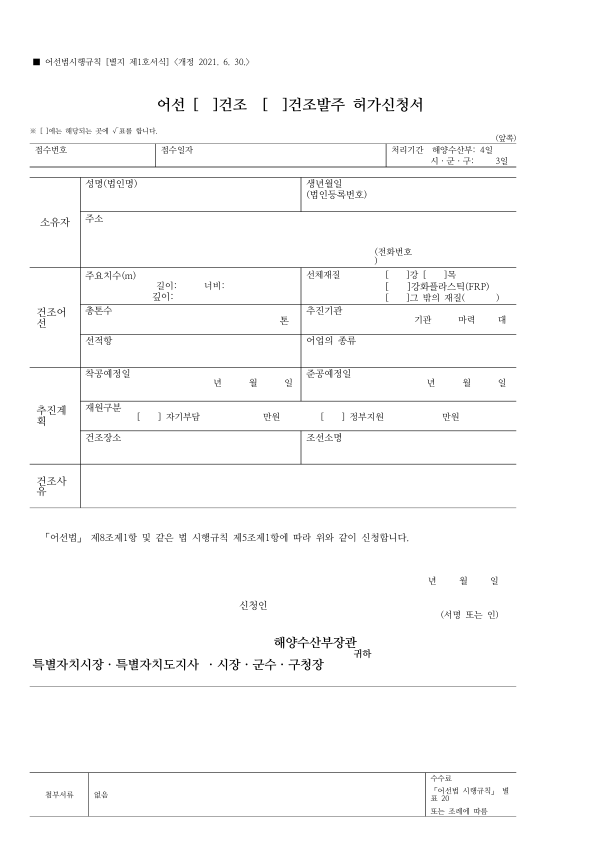 ■ 어선법시행규칙 [별지 제1호서식] <개정 2021. 6. 30.>
어선 [ ]건조 [ ]건조발주 허가신청서
※ [ ]에는 해당되는 곳에 √표를 합니다.
(앞쪽)
접수번호 접수일자 처리기간 해양수산부: 4일
시·군·구: 3일
소유자
성명(법인명) 생년월일
(법인등록번호)
주소
(전화번호
)
건조어
선
주요치수(m)
길이: 너비:
깊이:
선체재질 [ ]강 [ ]목
[ ]강화플라스틱(FRP)
[ ]그 밖의 재질( )
총톤수
톤
추진기관
기관 마력 대
선적항 어업의 종류
추진계
획
착공예정일
년 월 일
준공예정일
년 월 일
재원구분
[ ] 자기부담 만원 [ ] 정부지원 만원
건조장소 조선소명
건조사
유
「어선법」 제8조제1항 및 같은 법 시행규칙 제5조제1항에 따라 위와 같이 신청합니다.
년 월 일
신청인
(서명 또는 인)
해양수산부장관
특별자치시장·특별자치도지사 ·시장·군수·구청장
귀하
첨부서류 없음
수수료
「어선법 시행규칙」 별
표 20
또는 조례에 따름